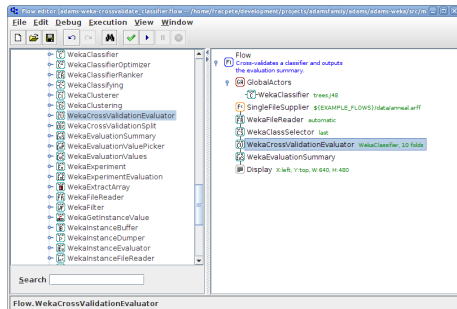 Flow editor [adams-weka-crossvalidate_classifier.flow -- /home/fracpete/development/projects/adamsfamily/adams/adams-weka/src/m
File Edit Debug Execution View Window
WekaClassifier
WekaClassifierOptimizer
WekaClassifierRanker
WekaClassifying
WekaClusterer
WekaClustering
WekaCrossValidationEvaluator
WekaCrossValidationSplit
WekaEvaluationSummary
WekaEvaluationValuePicker
WekaEvaluationValues
WekaExperiment
WekaExperimentEvaluation
WekaExtractArray
WekaFileReader
WekaFilter
WekaGetInstanceValue
WekaInstanceBuffer
WekaInstanceDumper
WekaInstanceEvaluator
WekaInstanceFileReader
Search
Flow
Cross-validates a classifier and outputs
the evaluation summary.
GlobalActors
WekaClassifier trees.J48
SingleFileSupplier ${EXAMPLE_FLOWS}/data/anneal.arff
WekaFileReader automatic
WekaClassSelector last
WekaCrossValidationEvaluator WekaClassifier, 10 folds
WekaEvaluationSummary
Display X:left, Y:top, W:640, H:480
Flow.WekaCrossValidationEvaluator